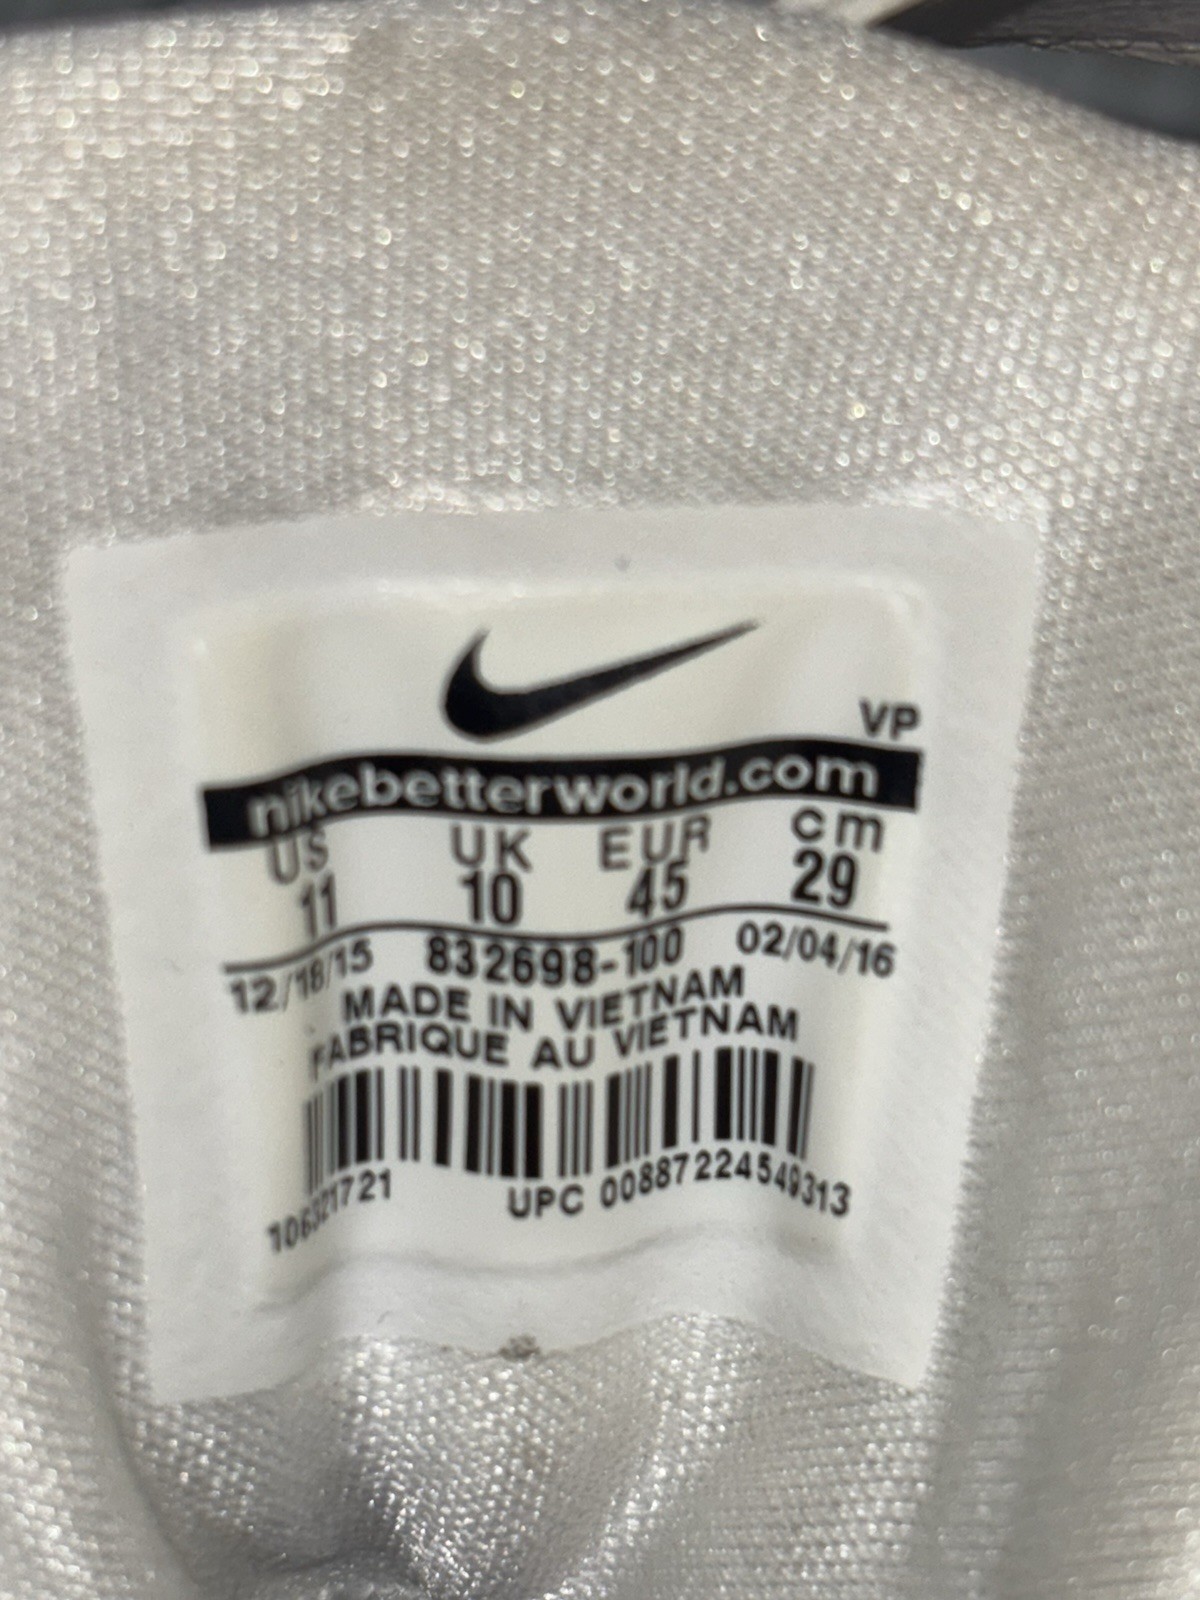 VP
nikebetterworld.com
US UK EUR cm
11 10 45 29
12/18/15 832698-100 02/04/16
MADE IN VIETNAM
FABRIQUE AU VIETNAM
106321721 UPC 00887224549313